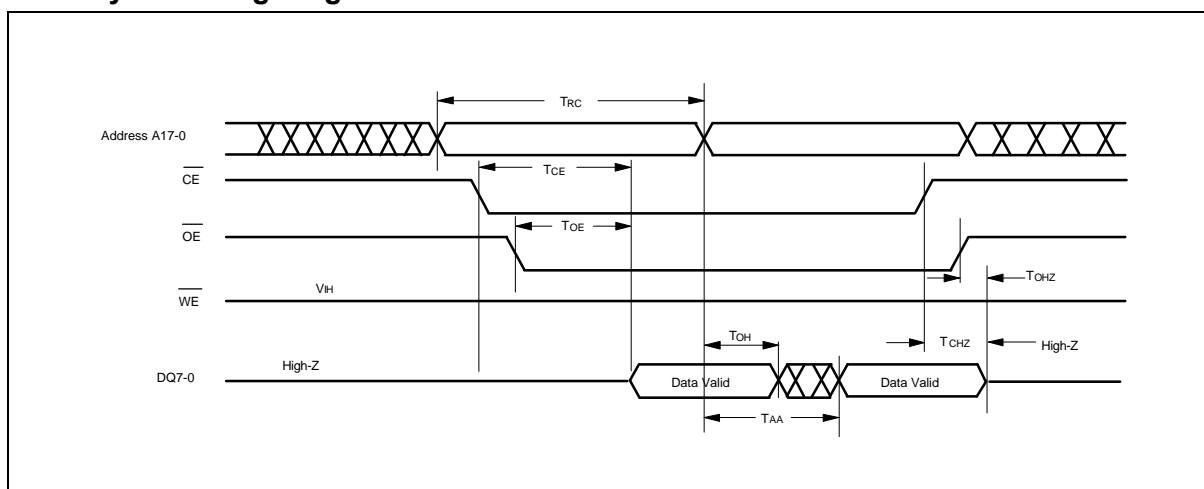 TRC
Address A17-0
CE
TCE
TOE
OE
TOHZ
VIH
WE
TOH
TCHZ
High-Z
High-Z
DQ7-0
Data Valid
Data Valid
TAA